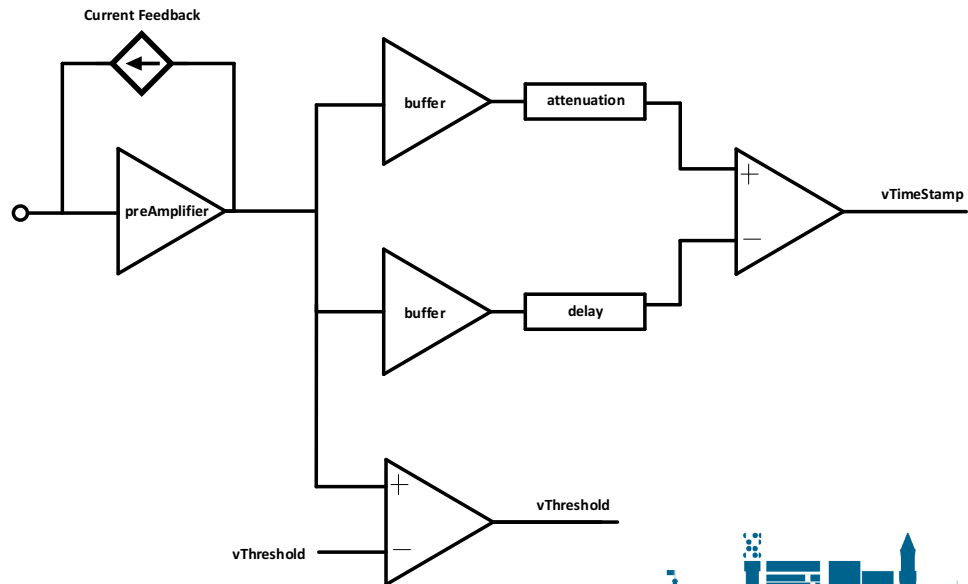 Current Feedback
buffer
attenuation
+
−
vTimeStamp
preAmplifier
buffer
delay
+
−
vThreshold
vThreshold